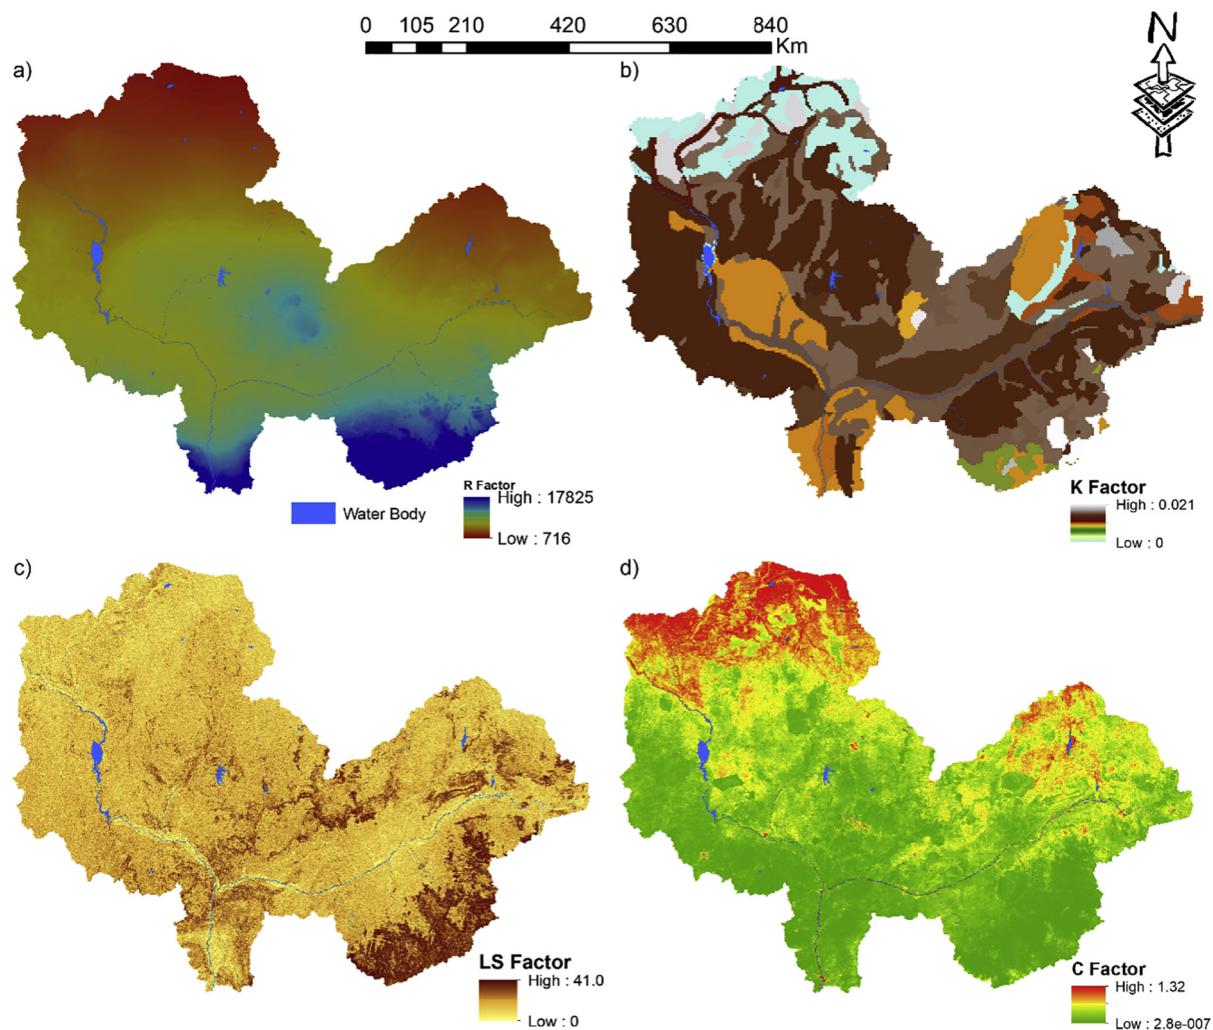 0 105 210 420 630 840
Km
N
a)
b)
R Factor
High : 17825
Low : 716
Water Body
K Factor
High : 0.021
Low : 0
c)
d)
LS Factor
High : 41.0
Low : 0
C Factor
High : 1.32
Low : 2.8e-007